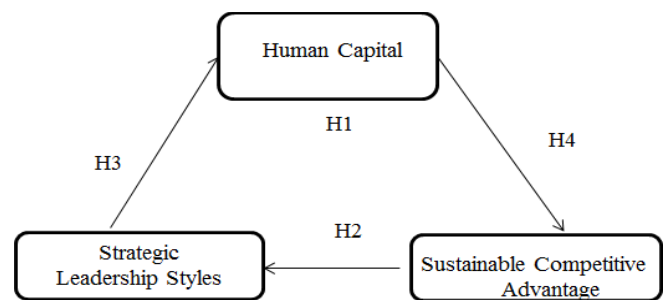 Human Capital
H1
H3
H4
H2
Strategic
Leadership Styles
Sustainable Competitive
Advantage